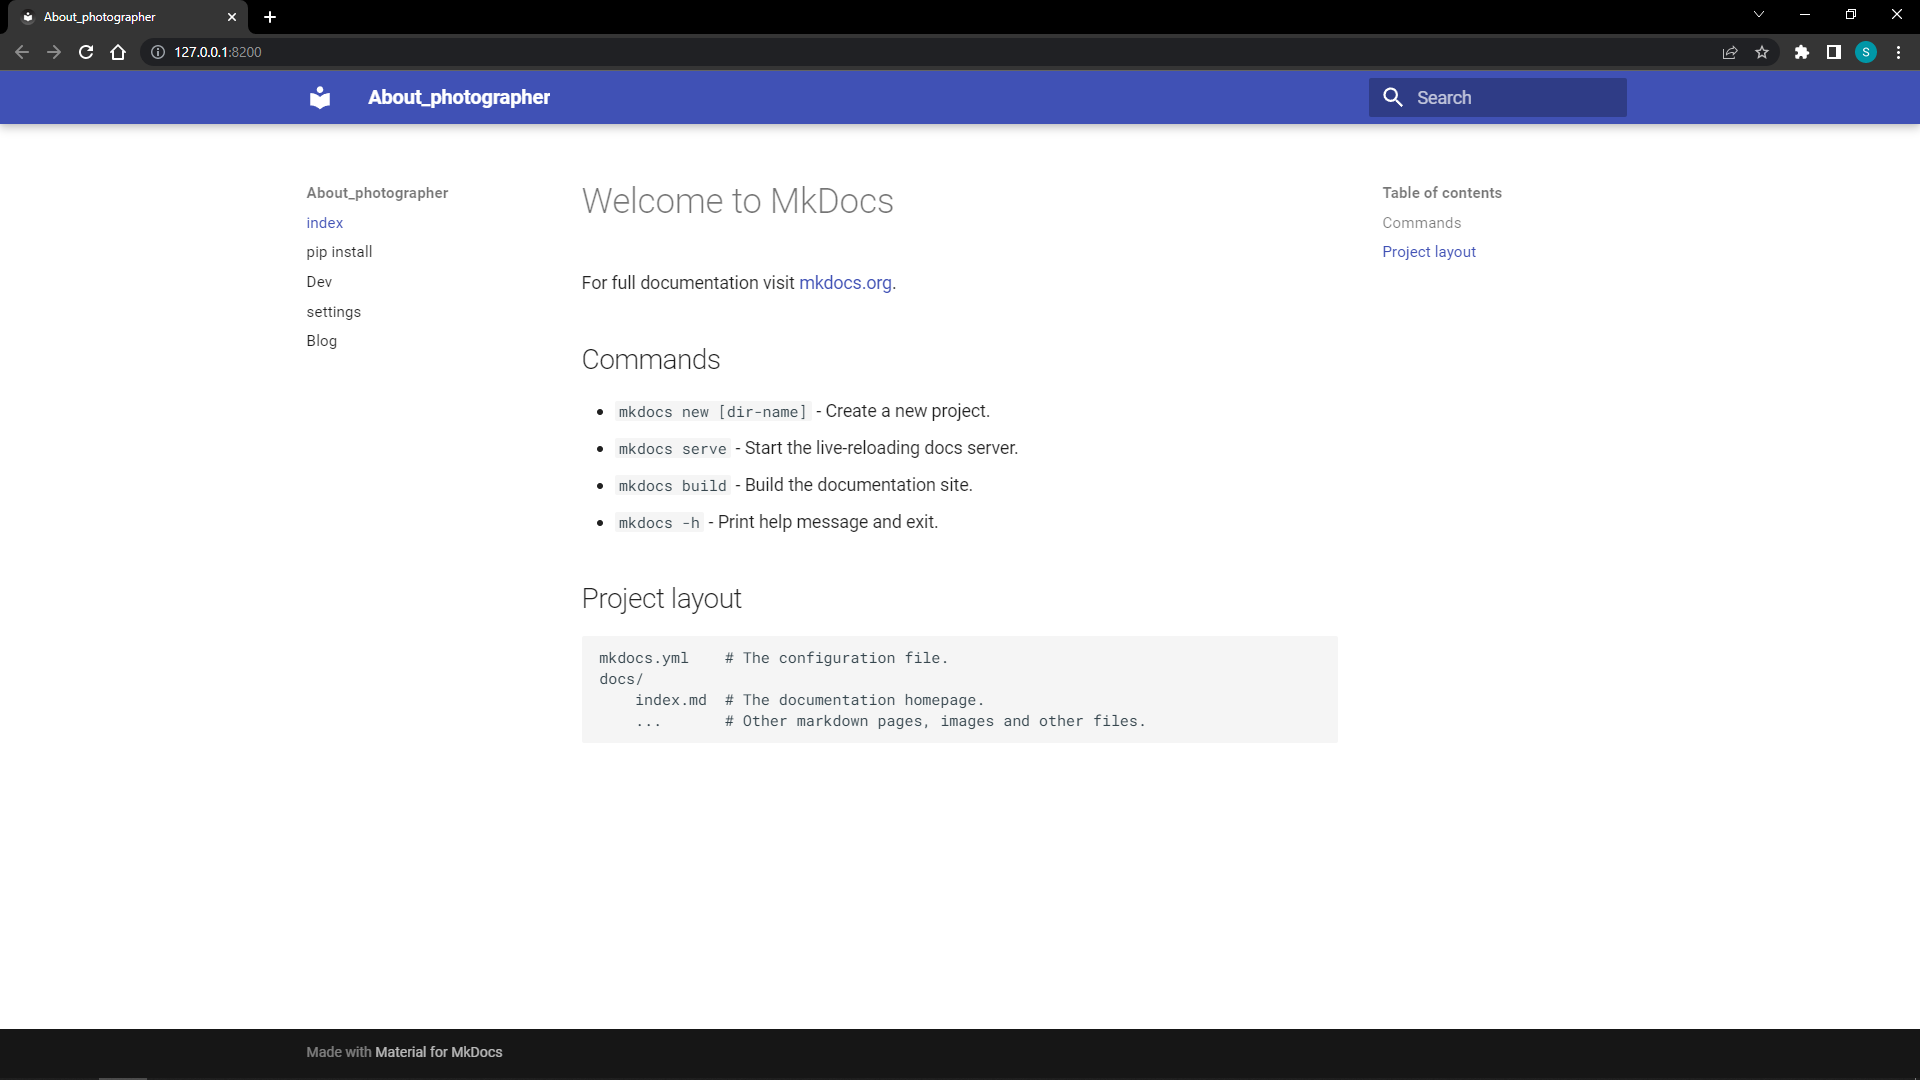 About_photographer
127.0.0.1:8200
S
About_photographer
Search
About_photographer
index
pip install
Dev
settings
Blog
Welcome to MkDocs
For full documentation visit mkdocs.org.
Commands
mkdocs new [dir-name] - Create a new project.
mkdocs serve - Start the live-reloading docs server.
mkdocs build - Build the documentation site.
mkdocs -h - Print help message and exit.
Project layout
mkdocs.yml    # The configuration file.
docs/
    index.md  # The documentation homepage.
    ...       # Other markdown pages, images and other files.
Table of contents
Commands
Project layout
Made with Material for MkDocs